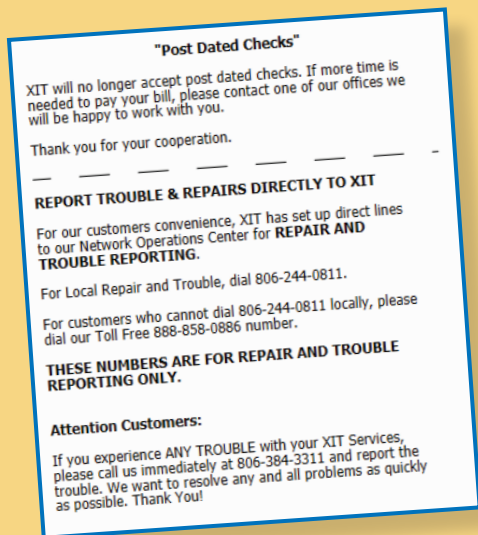 "Post Dated Checks"
XIT will no longer accept post dated checks. If more time is
needed to pay your bill, please contact one of our offices we
will be happy to work with you.
Thank you for your cooperation.
REPORT TROUBLE & REPAIRS DIRECTLY TO XIT
For our customers convenience, XIT has set up direct lines
to our Network Operations Center for REPAIR AND
TROUBLE REPORTING.
For Local Repair and Trouble, dial 806-244-0811.
For customers who cannot dial 806-244-0811 locally, please
dial our Toll Free 888-858-0886 number.
THESE NUMBERS ARE FOR REPAIR AND TROUBLE
REPORTING ONLY.
Attention Customers:
If you experience ANY TROUBLE with your XIT Services,
please call us immediately at 806-384-3311 and report the
trouble. We want to resolve any and all problems as quickly
as possible. Thank You!